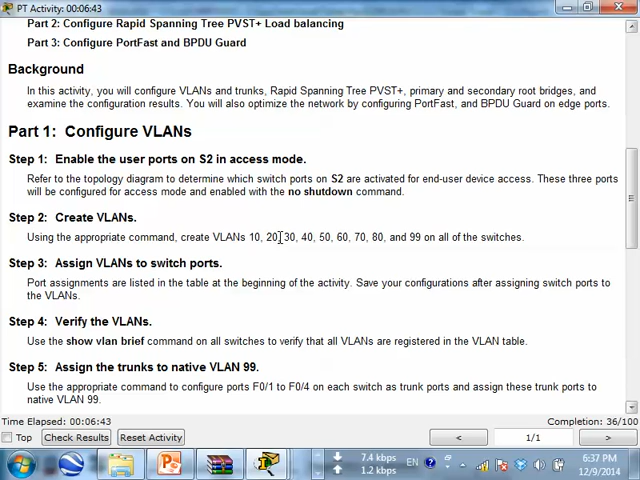 PT Activity: 00:06:43
Part 2: Configure Rapid Spanning Tree PVST+ Load balancing
Part 3: Configure PortFast and BPDU Guard
Background
In this activity, you will configure VLANs and trunks, Rapid Spanning Tree PVST+, primary and secondary root bridges, and
examine the configuration results. You will also optimize the network by configuring PortFast, and BPDU Guard on edge ports.
Part 1: Configure VLANs
Step 1: Enable the user ports on S2 in access mode.
Refer to the topology diagram to determine which switch ports on S2 are activated for end-user device access. These three ports
will be configured for access mode and enabled with the no shutdown command.
Step 2: Create VLANs.
Using the appropriate command, create VLANs 10, 20, 30, 40, 50, 60, 70, 80, and 99 on all of the switches.
Step 3: Assign VLANs to switch ports.
Port assignments are listed in the table at the beginning of the activity. Save your configurations after assigning switch ports to
the VLANs.
Step 4: Verify the VLANs.
Use the show vlan brief command on all switches to verify that all VLANs are registered in the VLAN table.
Step 5: Assign the trunks to native VLAN 99.
Use the appropriate command to configure ports F0/1 to F0/4 on each switch as trunk ports and assign these trunk ports to
native VLAN 99.
Time Elapsed: 00:06:43 Completion: 36/100
Top Check Results Reset Activity < 1/1 >
7.4 kbps EN 6:37 PM
1.2 kbps 12/9/2014